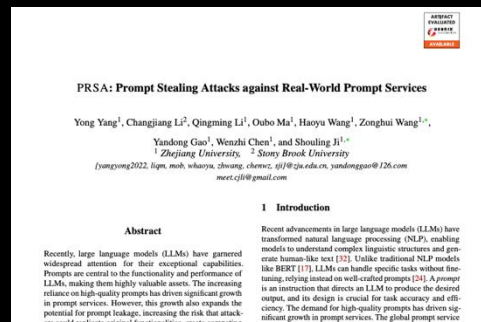 ARTIFACT
EVALUATED
AVAILABLE
PRSA: Prompt Stealing Attacks against Real-World Prompt Services
Yong Yang1, Changjiang Li2, Qingming Li1, Oubo Ma1, Haoyu Wang1, Zonghui Wang1,*,
Yandong Gao1, Wenzhi Chen1, and Shouling Ji1,*
1 Zhejiang University, 2 Stony Brook University
{yangyong2022, liqm, mob, whaoyu, zhwang, chenwz, sji}@zju.edu.cn, yandonggao@126.com
meet.cjli@gmail.com
Abstract
Recently, large language models (LLMs) have garnered
widespread attention for their exceptional capabilities.
Prompts are central to the functionality and performance of
LLMs, making them highly valuable assets. The increasing
reliance on high-quality prompts has driven significant growth
in prompt services. However, this growth also expands the
potential for prompt leakage, increasing the risk that attack-
1 Introduction
Recent advancements in large language models (LLMs) have
transformed natural language processing (NLP), enabling
models to understand complex linguistic structures and gen-
erate human-like text [32]. Unlike traditional NLP models
like BERT [17], LLMs can handle specific tasks without fine-
tuning, relying instead on well-crafted prompts [24]. A prompt
is an instruction that directs an LLM to produce the desired
output, and its design is crucial for task accuracy and effi-
ciency. The demand for high-quality prompts has driven sig-
nificant growth in prompt services. The global prompt service